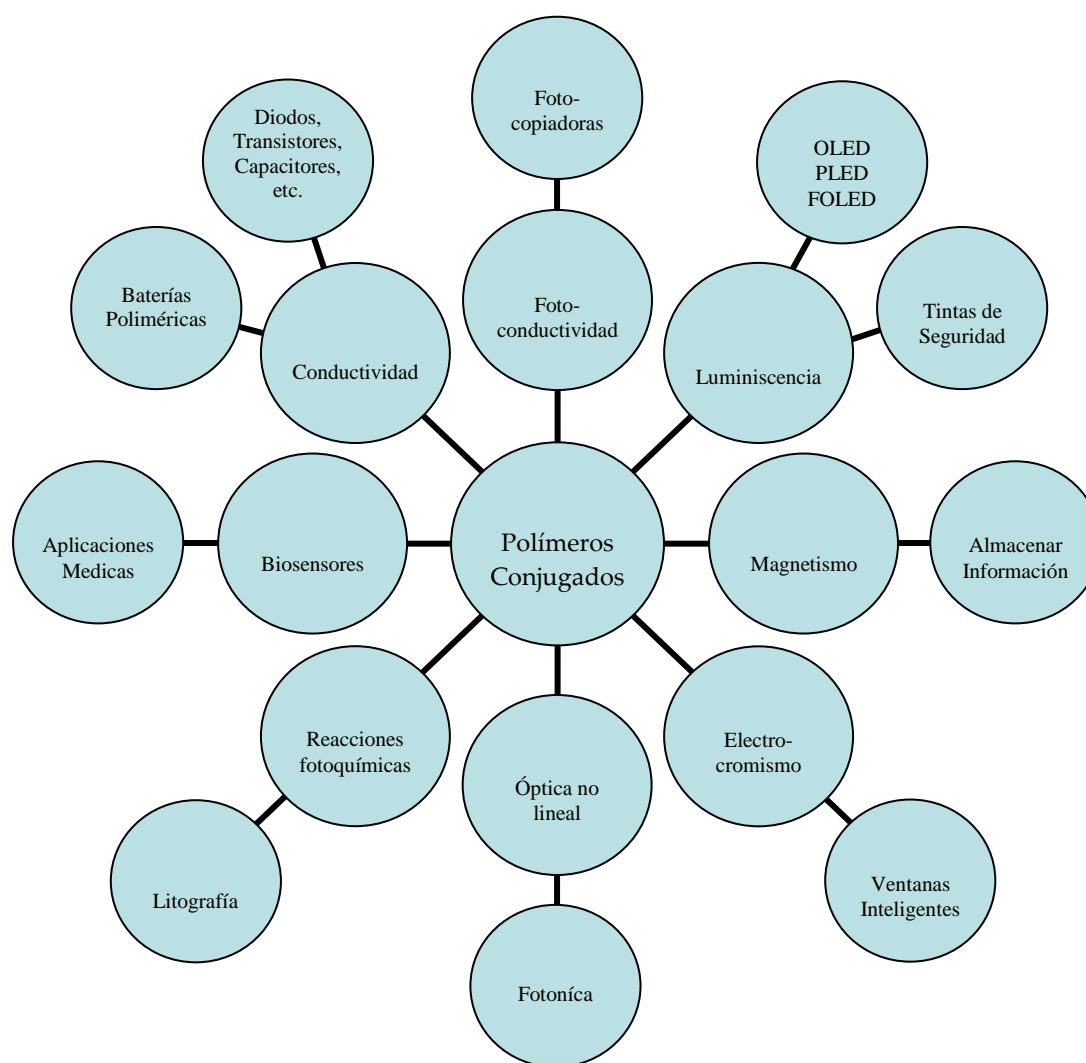 Foto-
copiadoras
Diodos,
Transistores,
Capacitores,
etc.
OLED
PLED
FOLED
Baterías
Poliméricas
Foto-
conductividad
Tintas de
Seguridad
Conductividad
Luminiscencia
Aplicaciones
Medicas
Biosensores
Polímeros
Conjugados
Magnetismo
Almacenar
Información
Reacciones
fotoquímicas
Óptica no
lineal
Electro-
cromismo
Litografía
Ventanas
Inteligentes
Fotoníca